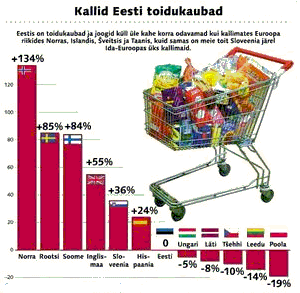 Kallid Eesti toidukaubad
Eestis on toidukaubad ja joogid küll üle kahe korra odavamad kui kallimates Euroopa
riikides Norras, Islandis, Šveitsis ja Taanis, kuid samas on meie toit Sloveenia järel
Ida-Euroopas üks kallimaid.
+134%
+85%
+84%
+55%
+36%
+24%
0
-5%
-8%
-10%
-14%
-19%
140
120
100
80
60
40
20
0
-20
Norra
Rootsi
Soome
Inglis-
maa
Slo-
veenia
His-
paania
Eesti
Ungari
Läti
Tšehhi
Leedu
Poola